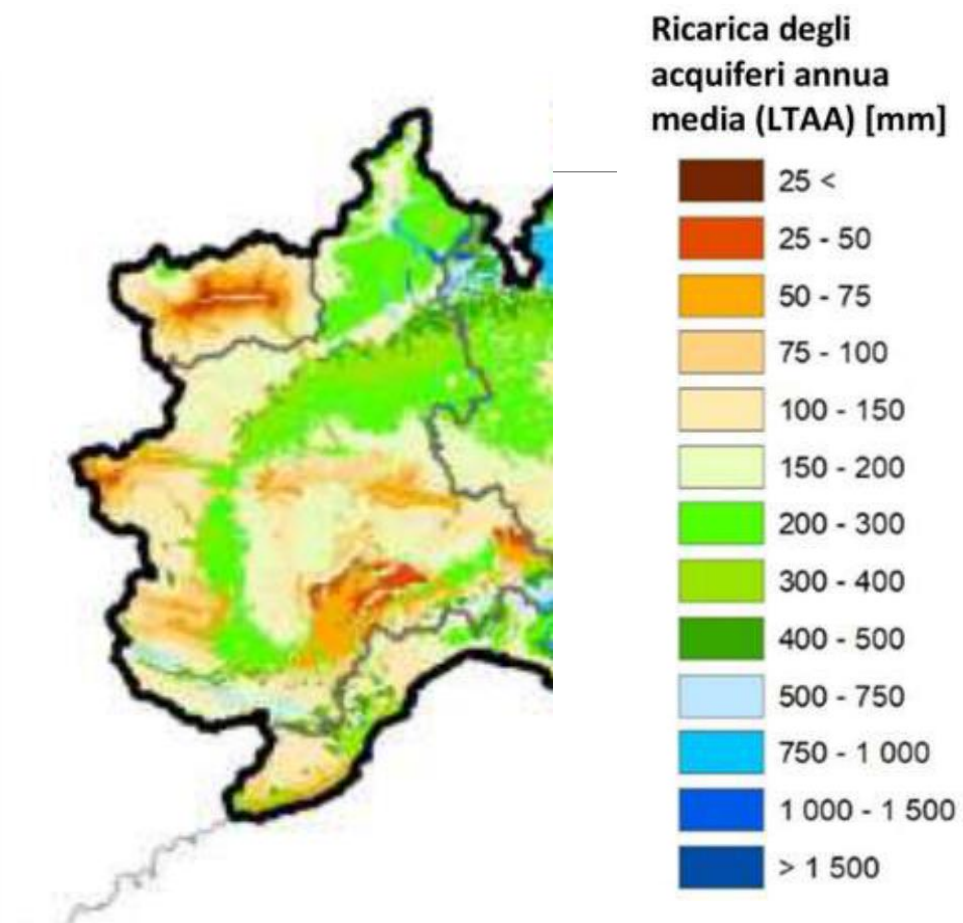 Ricarica degli
acquiferi annua
media (LTAA) [mm]
25 <
25 - 50
50 - 75
75 - 100
100 - 150
150 - 200
200 - 300
300 - 400
400 - 500
500 - 750
750 - 1 000
1 000 - 1 500
> 1 500